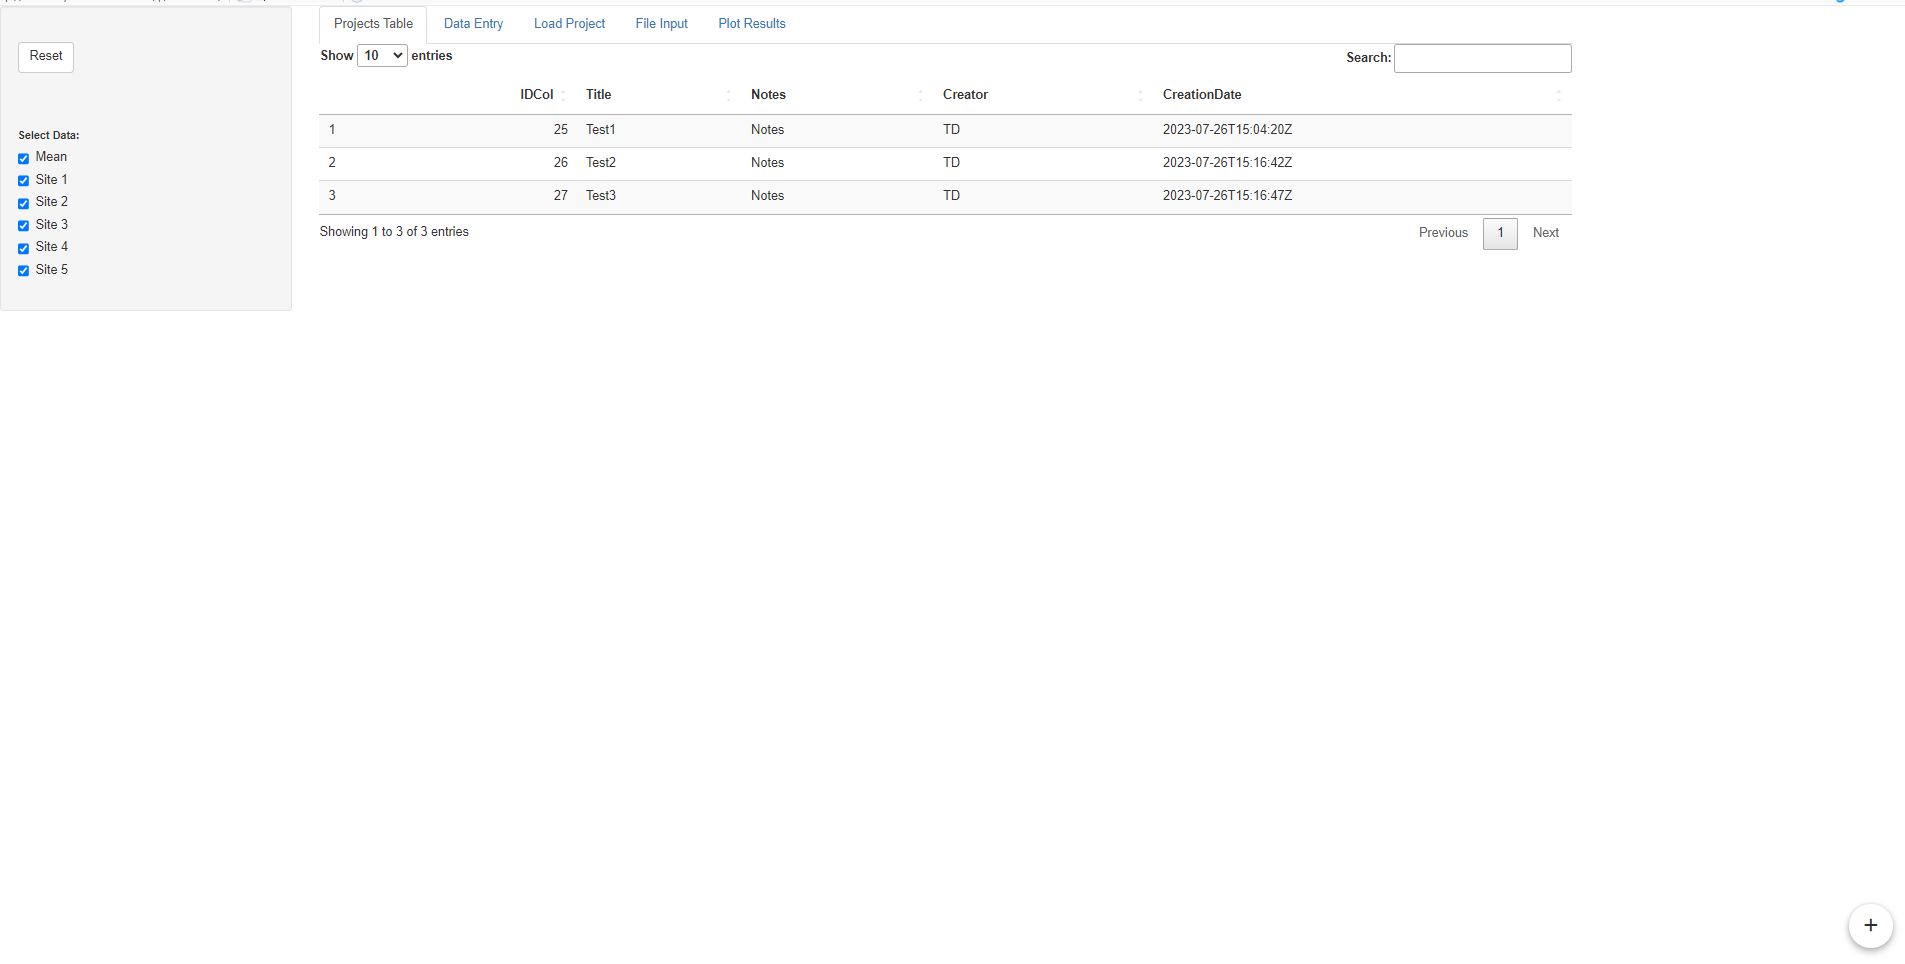 Projects Table Data Entry Load Project File Input Plot Results
Reset
Show 10 entries Search:
IDCol Title Notes Creator CreationDate
1 25 Test1 Notes TD 2023-07-26T15:04:20Z
2 26 Test2 Notes TD 2023-07-26T15:16:42Z
3 27 Test3 Notes TD 2023-07-26T15:16:47Z
Showing 1 to 3 of 3 entries Previous 1 Next
Select Data:
Mean
Site 1
Site 2
Site 3
Site 4
Site 5
+